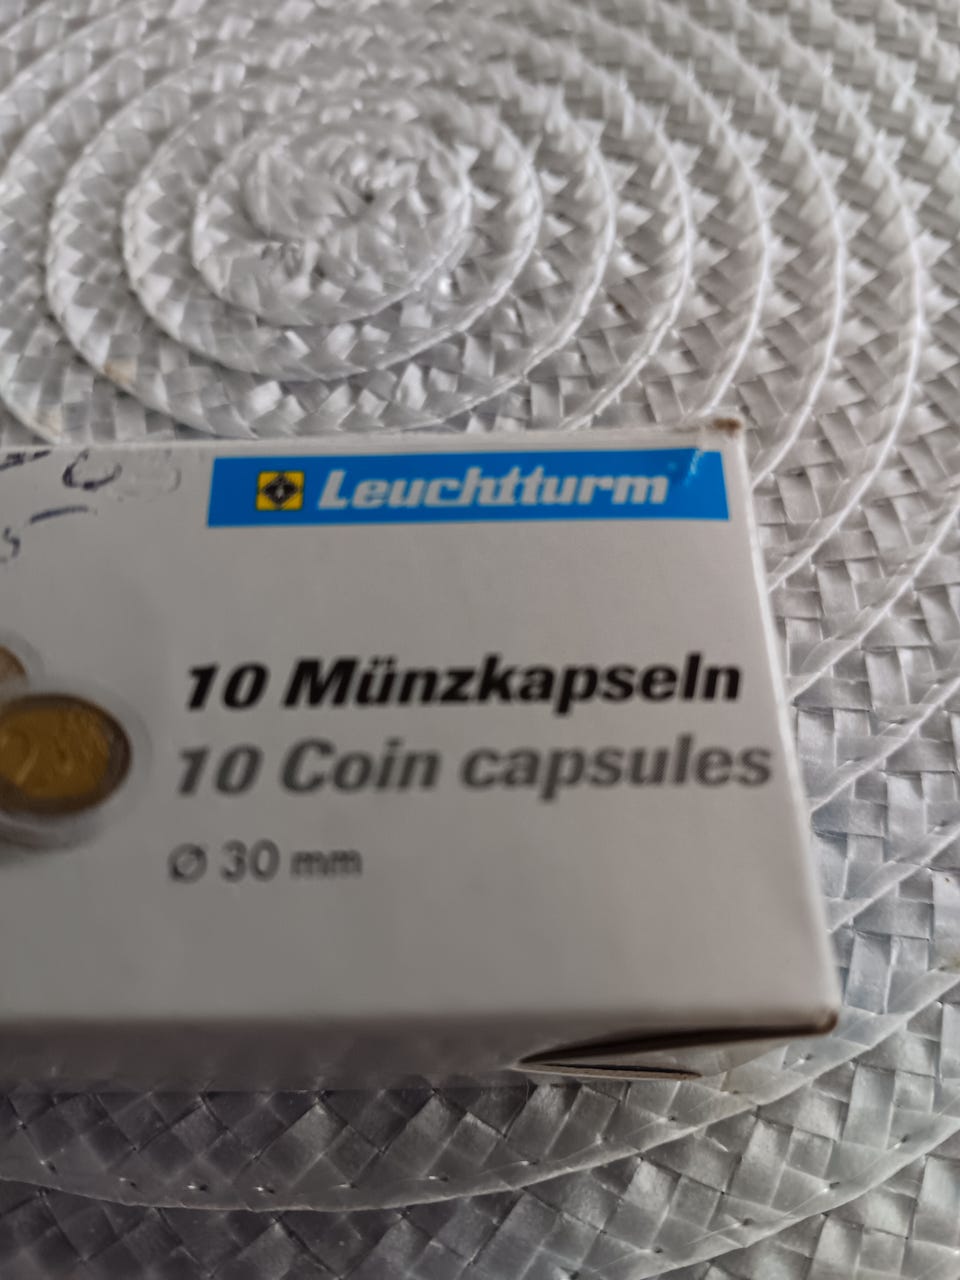 Leuchtturm
10 Münzkapseln
10 Coin capsules
Ø 30 mm